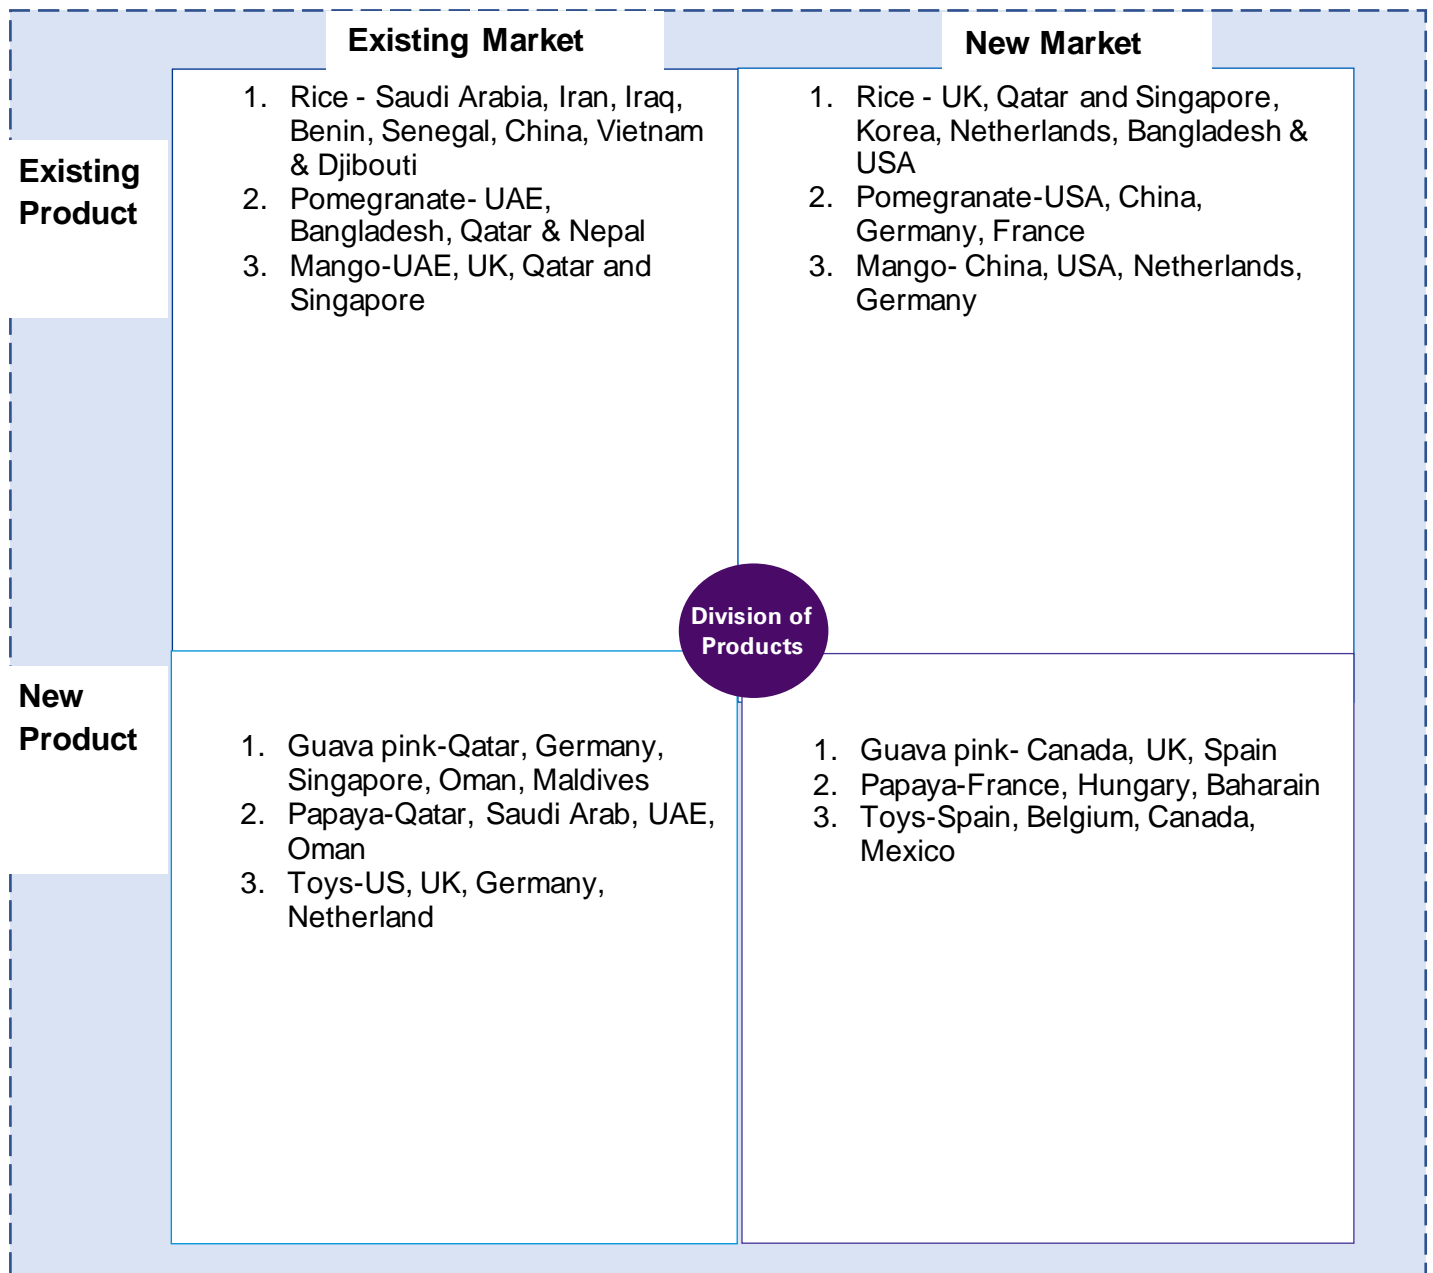 Existing Market
New Market
Existing
Product
1. Rice - Saudi Arabia, Iran, Iraq,
Benin, Senegal, China, Vietnam
& Djibouti
2. Pomegranate- UAE,
Bangladesh, Qatar & Nepal
3. Mango-UAE, UK, Qatar and
Singapore
1. Rice - UK, Qatar and Singapore,
Korea, Netherlands, Bangladesh &
USA
2. Pomegranate-USA, China,
Germany, France
3. Mango- China, USA, Netherlands,
Germany
Division of
Products
New
Product
1. Guava pink-Qatar, Germany,
Singapore, Oman, Maldives
2. Papaya-Qatar, Saudi Arab, UAE,
Oman
3. Toys-US, UK, Germany,
Netherland
1. Guava pink- Canada, UK, Spain
2. Papaya-France, Hungary, Baharain
3. Toys-Spain, Belgium, Canada,
Mexico